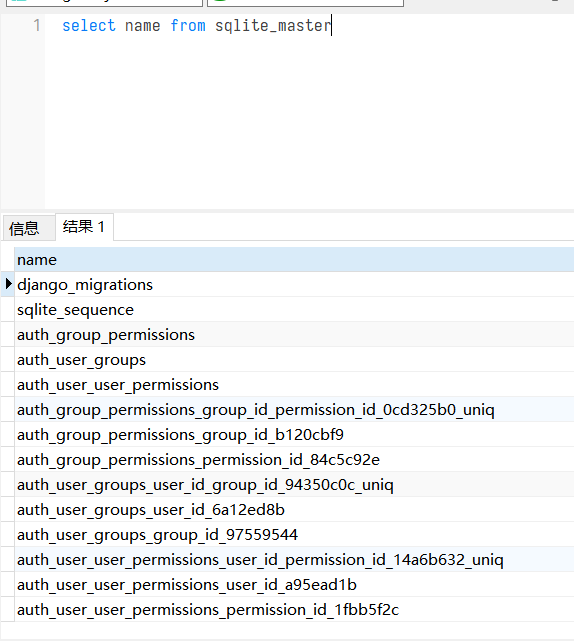 1 select name from sqlite_master
信息 结果 1
name
django_migrations
sqlite_sequence
auth_group_permissions
auth_user_groups
auth_user_user_permissions
auth_group_permissions_group_id_permission_id_0cd325b0_uniq
auth_group_permissions_group_id_b120cbf9
auth_group_permissions_permission_id_84c5c92e
auth_user_groups_user_id_group_id_94350c0c_uniq
auth_user_groups_user_id_6a12ed8b
auth_user_groups_group_id_97559544
auth_user_user_permissions_user_id_permission_id_14a6b632_uniq
auth_user_user_permissions_user_id_a95ead1b
auth_user_user_permissions_permission_id_1fbb5f2c